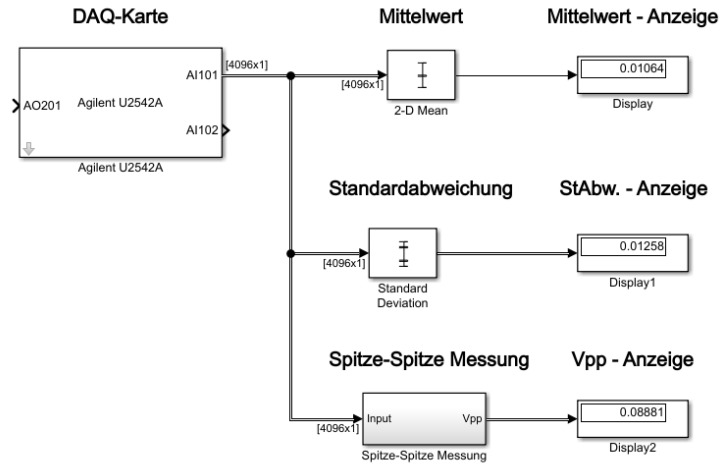 DAQ-Karte
Mittelwert
Mittelwert - Anzeige
AO201
Agilent U2542A
AI101
AI102
Agilent U2542A
[4096x1]
[4096x1]
2-D Mean
0.01064
Display
Standardabweichung
StAbw. - Anzeige
[4096x1]
Standard
Deviation
0.01258
Display1
Spitze-Spitze Messung
Vpp - Anzeige
[4096x1]
Input
Vpp
Spitze-Spitze Messung
0.08881
Display2